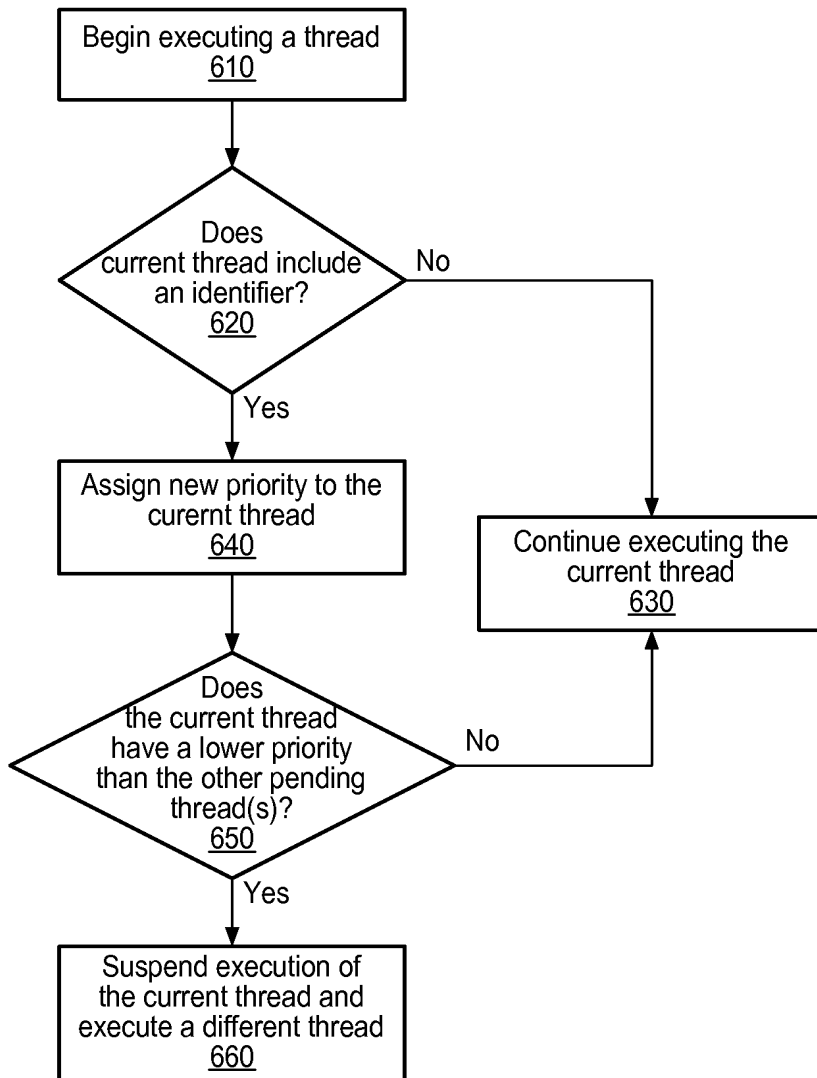 Begin executing a thread
610
Does
current thread include
an identifier?
620
No
Yes
Assign new priority to the
curernt thread
640
Continue executing the
current thread
630
Does
the current thread
have a lower priority
than the other pending
thread(s)?
650
No
Yes
Suspend execution of
the current thread and
execute a different thread
660